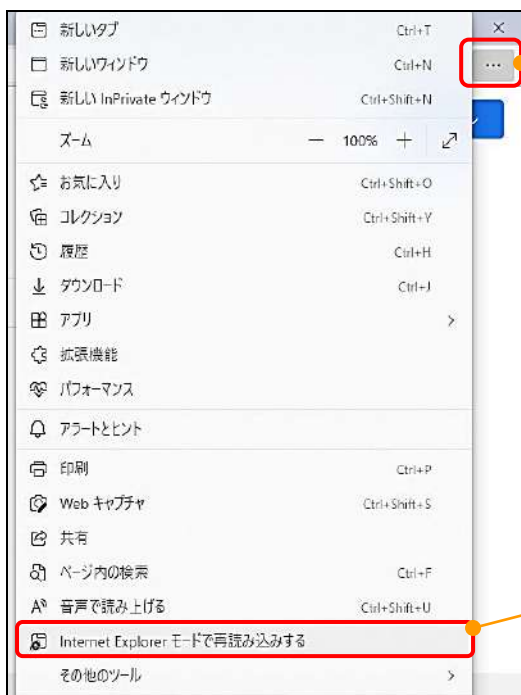 新しいタブ Ctrl+T
新しいウィンドウ Ctrl+N
新しい InPrivate ウィンドウ Ctrl+Shift+N
ズーム — 100% +
お気に入り Ctrl+Shift+O
コレクション Ctrl+Shift+Y
履歴 Ctrl+H
ダウンロード Ctrl+J
アプリ
拡張機能
パフォーマンス
アラートとヒント
印刷 Ctrl+P
Web キャプチャ Ctrl+Shift+S
共有
ページ内の検索 Ctrl+F
音声で読み上げる Ctrl+Shift+U
Internet Explorer モードで再読み込みする
その他のツール